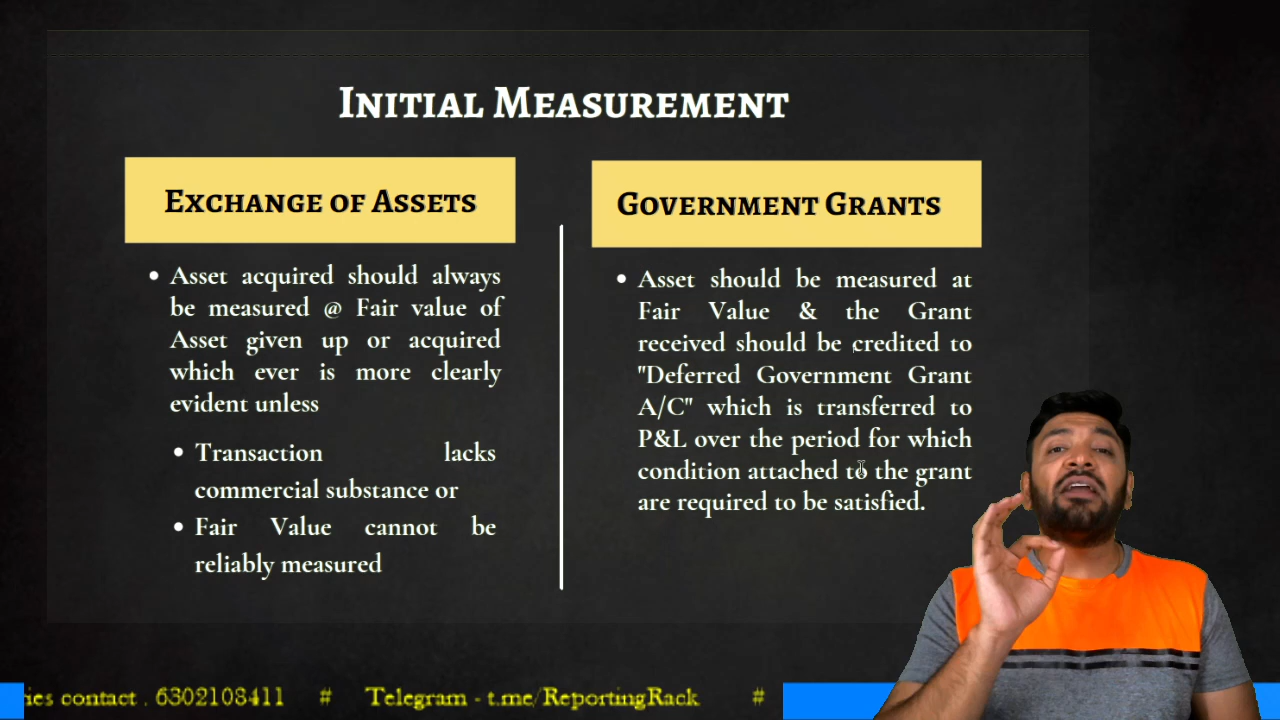 INITIAL MEASUREMENT
EXCHANGE OF ASSETS
• Asset acquired should always
be measured @ Fair value of
Asset given up or acquired
which ever is more clearly
evident unless
• Transaction lacks
commercial substance or
• Fair Value cannot be
reliably measured
GOVERNMENT GRANTS
• Asset should be measured at
Fair Value & the Grant
received should be credited to
"Deferred Government Grant
A/C" which is transferred to
P&L over the period for which
condition attached to the grant
are required to be satisfied.
contact . 6302108411 # Telegram - t.me/ReportingRack #